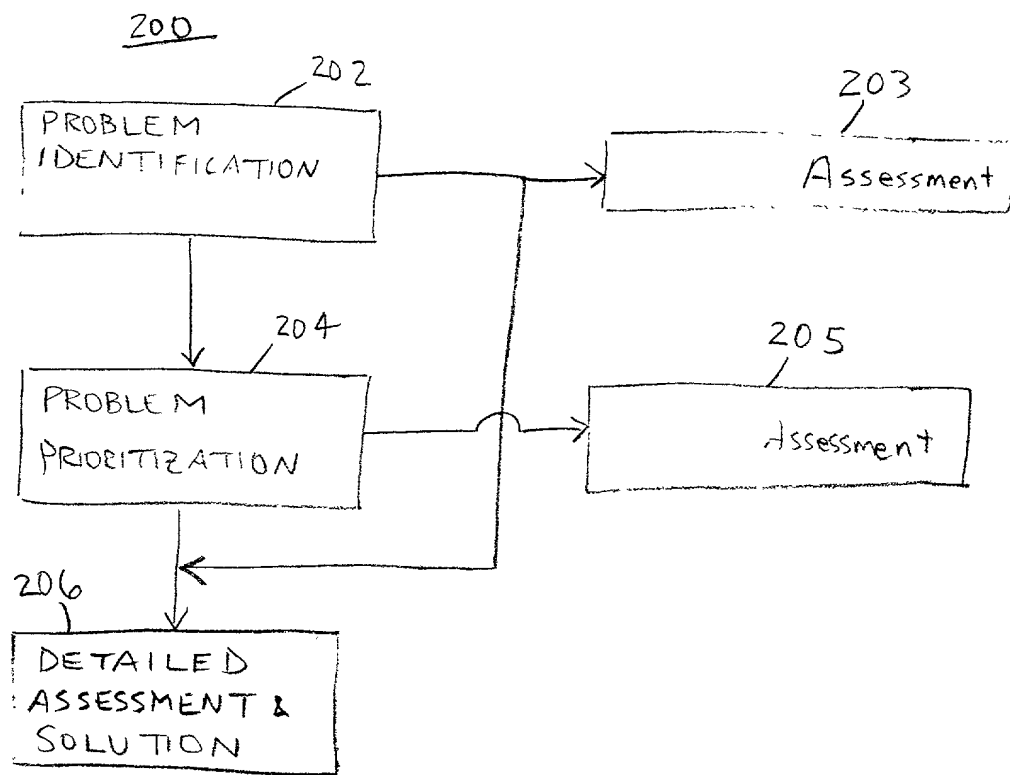 200
202
PROBLEM
IDENTIFICATION
203
Assessment
204
PROBLEM
PRIORITIZATION
205
Assessment
206
DETAILED
ASSESSMENT &
SOLUTION